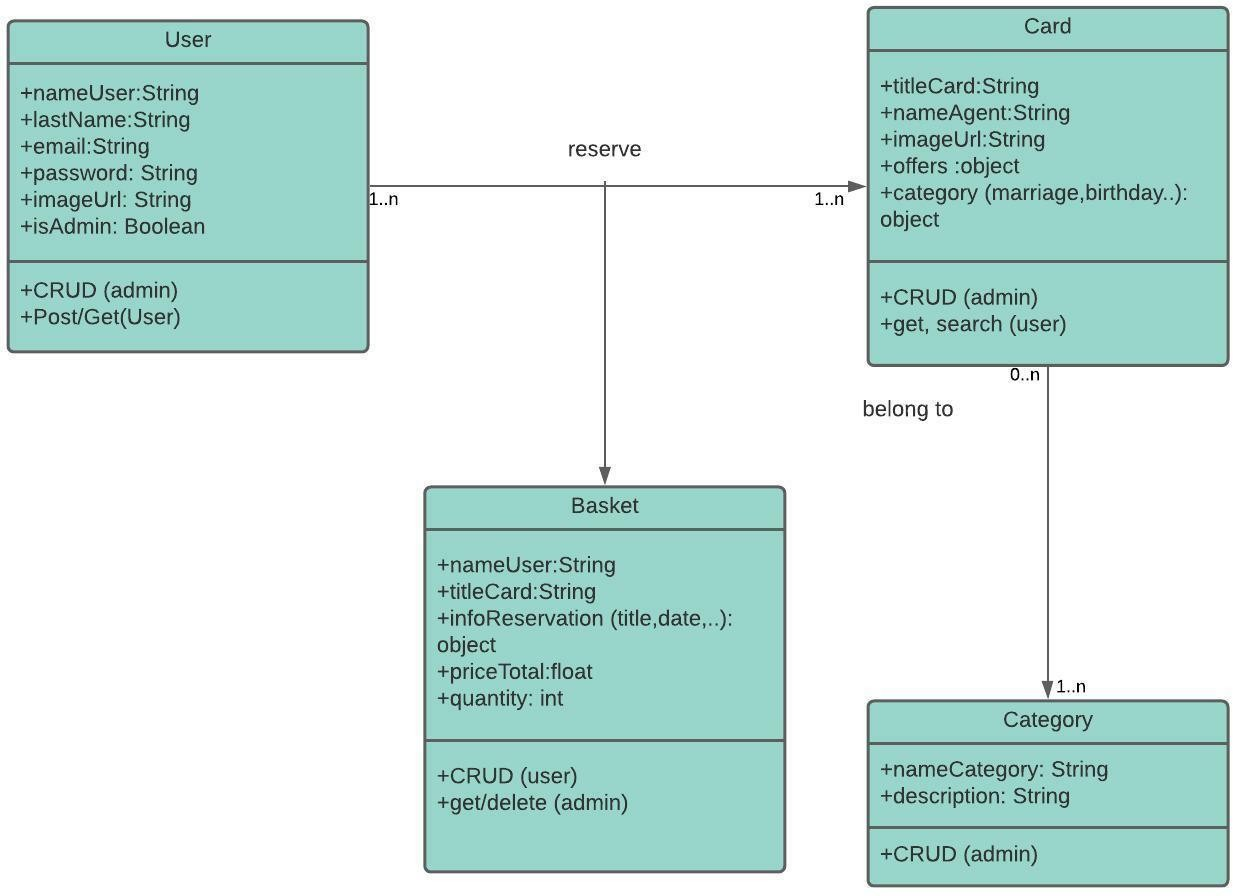 User
+nameUser:String
+lastName:String
+email:String
+password: String
+imageUrl: String
+isAdmin: Boolean
+CRUD (admin)
+Post/Get(User)
reserve
1..n
1..n
Card
+titleCard:String
+nameAgent:String
+imageUrl:String
+offers :object
+category (marriage,birthday..):
object
+CRUD (admin)
+get, search (user)
0..n
belong to
1..n
Basket
+nameUser:String
+titleCard:String
+infoReservation (title,date,..):
object
+priceTotal:float
+quantity: int
+CRUD (user)
+get/delete (admin)
Category
+nameCategory: String
+description: String
+CRUD (admin)